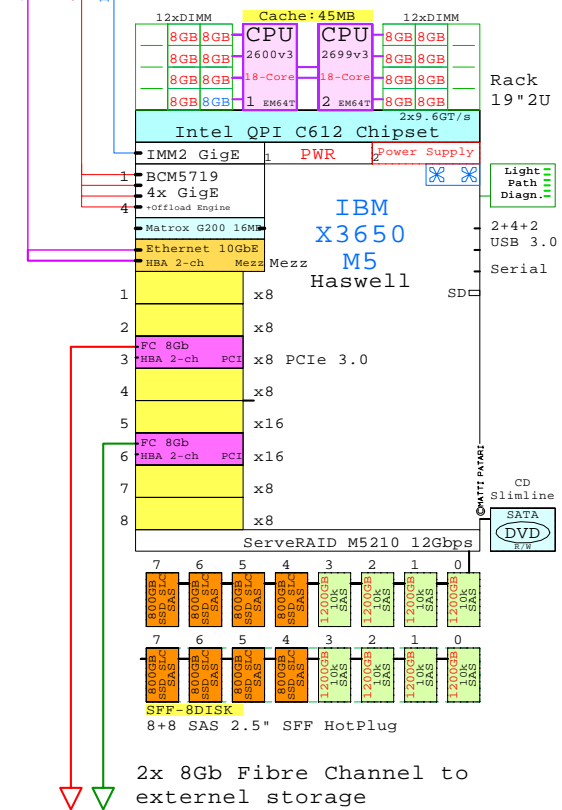 12xDIMM Cache:45MB 12xDIMM
8GB 8GB CPU CPU 8GB 8GB
8GB 8GB 2600v3 2699v3 8GB 8GB
8GB 8GB 18-Core 18-Core 8GB 8GB
8GB 8GB 1 EM64T 2 EM64T 8GB 8GB
Rack
19"2U
2x9.6GT/s
Intel QPI C612 Chipset
IMM2 GigE 1 PWR 2 Power Supply
1 BCM5719
4x GigE
4 +Offload Engine
Light
Path
Diagn.
Matrox G200 16MB
Ethernet 10GbE
HBA 2-ch Mezz Mezz
IBM
X3650
M5
Haswell
2+4+2
USB 3.0
Serial
SD
1 x8
2 x8
FC 8Gb
3 HBA 2-ch PCI x8 PCIe 3.0
4 x8
5 x16
FC 8Gb
6 HBA 2-ch PCI x16
7 x8
8 x8
©MATTI PATARI
CD
Slimline
SATA
DVD
R/W
ServeRAID M5210 12Gbps
7 6 5 4 3 2 1 0
800GB SSD SLC SAS
800GB SSD SLC SAS
800GB SSD SLC SAS
800GB SSD SLC SAS
1200GB 10k SAS
1200GB 10k SAS
1200GB 10k SAS
1200GB 10k SAS
7 6 5 4 3 2 1 0
800GB SSD SLC SAS
800GB SSD SLC SAS
800GB SSD SLC SAS
800GB SSD SLC SAS
1200GB 10k SAS
1200GB 10k SAS
1200GB 10k SAS
1200GB 10k SAS
SFF-8DISK
8+8 SAS 2.5" SFF HotPlug
2x 8Gb Fibre Channel to
externel storage